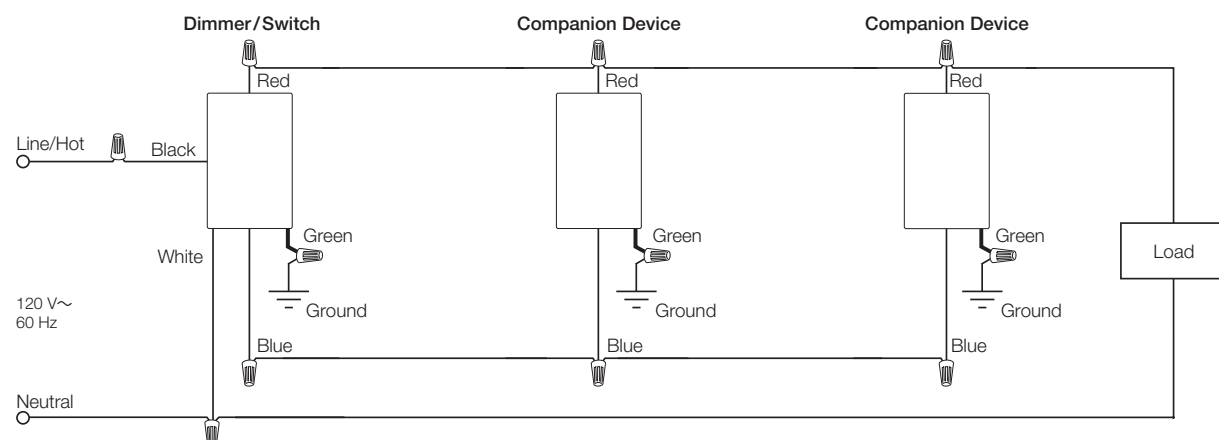 Dimmer/Switch
Companion Device
Companion Device
Red
Red
Red
Line/Hot
Black
White
Green
Green
Green
Load
120 V~
60 Hz
Ground
Ground
Ground
Blue
Blue
Blue
Neutral